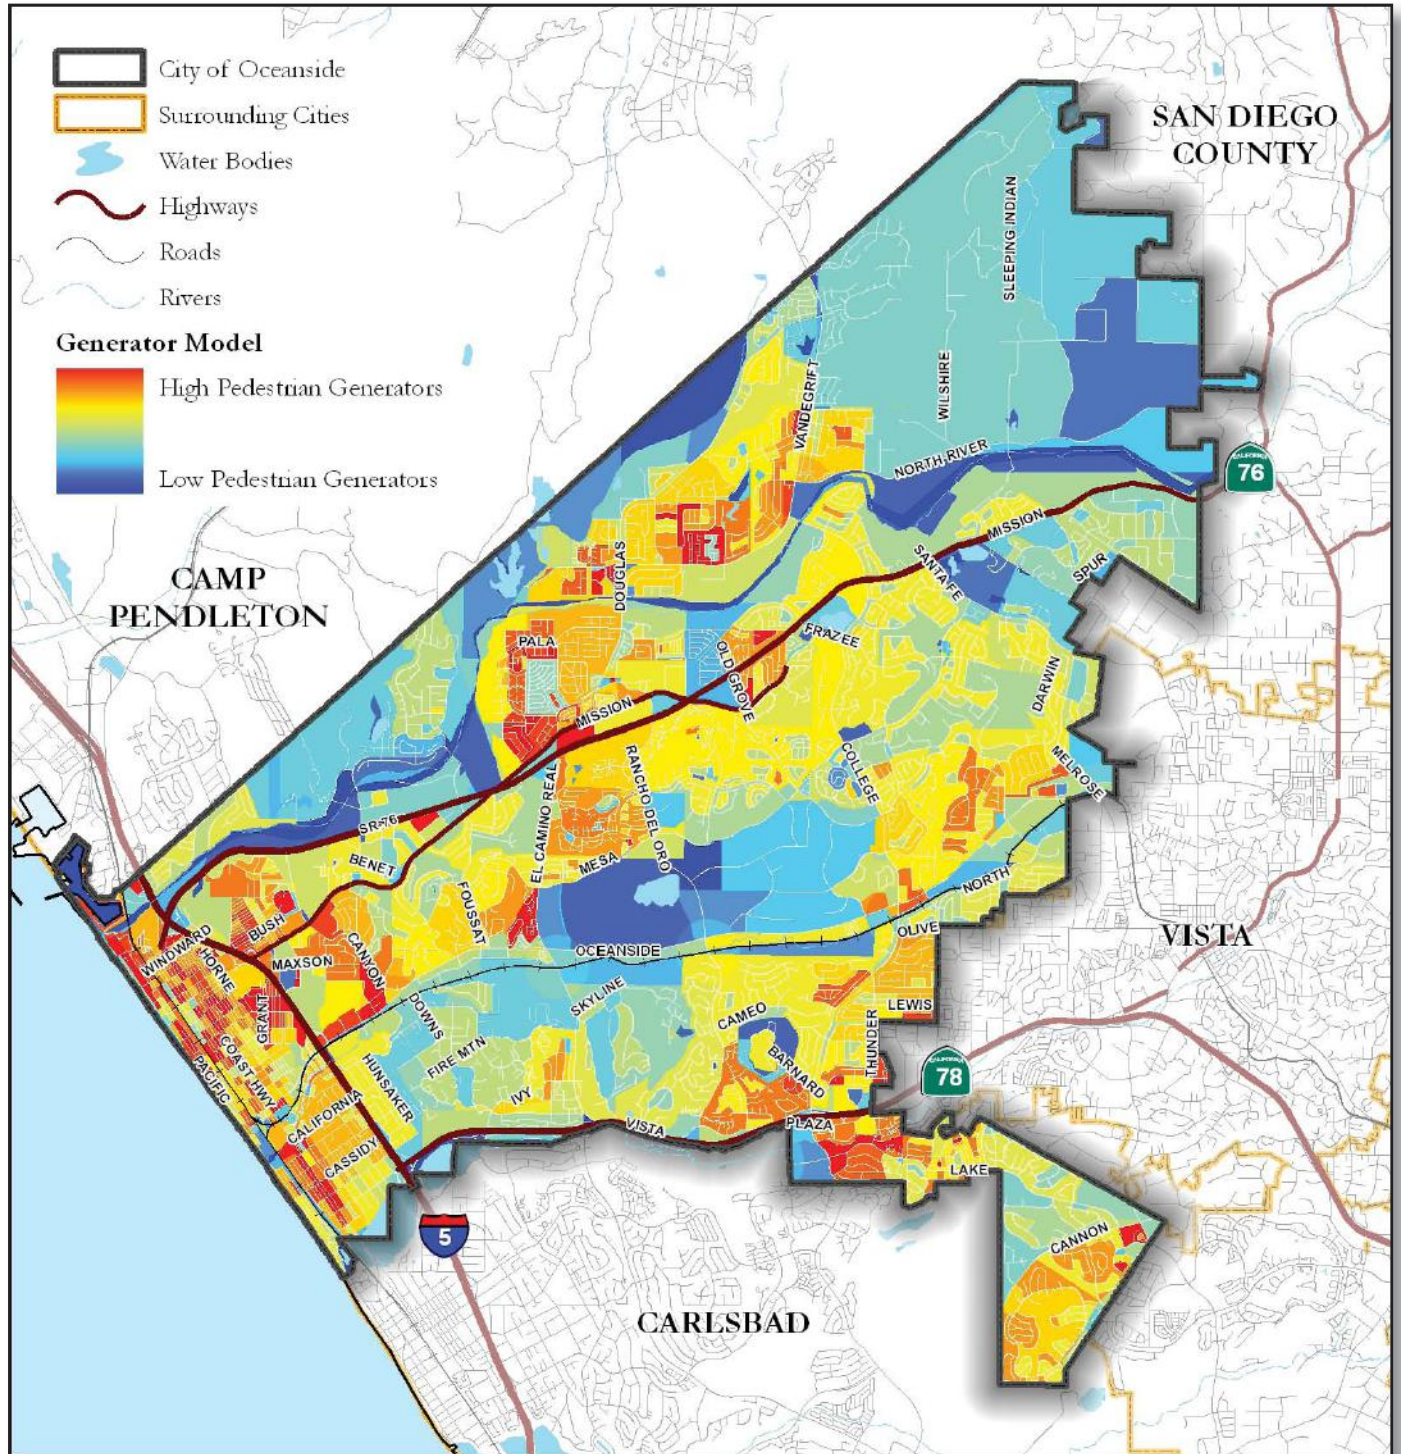 City of Oceanside
Surrounding Cities
Water Bodies
Highways
Roads
Rivers
Generator Model
High Pedestrian Generators
Low Pedestrian Generators
SAN DIEGO
COUNTY
SLEEPING INDIAN
WILSHIRE
VANDEGRIFT
NORTH RIVER
CALIFORNIA
76
MISSION
SANTA FE
SPUR
CAMP
PENDLETON
DOUGLAS
PALA
FRAZEE
OLD GROVE
DARWIN
MISSION
RANCHO DEL ORO
COLLEGE
MELROSE
EL CAMINO REAL
SR-76
BENET
MESA
FOUSSAT
NORTH
OLIVE
VISTA
BUSH
WINDWARD
HORNE
MAXSON
CANYON
OCEANSIDE
GRANT
DOWNS
SKYLINE
CAMEO
LEWIS
THUNDER
COAST HWY
PACIFIC
FIRE MTN
HUNSAKER
BARNARD
CALIFORNIA
78
IVY
CALIFORNIA
CASSIDY
VISTA
PLAZA
LAKE
5
CANNON
CARLSBAD